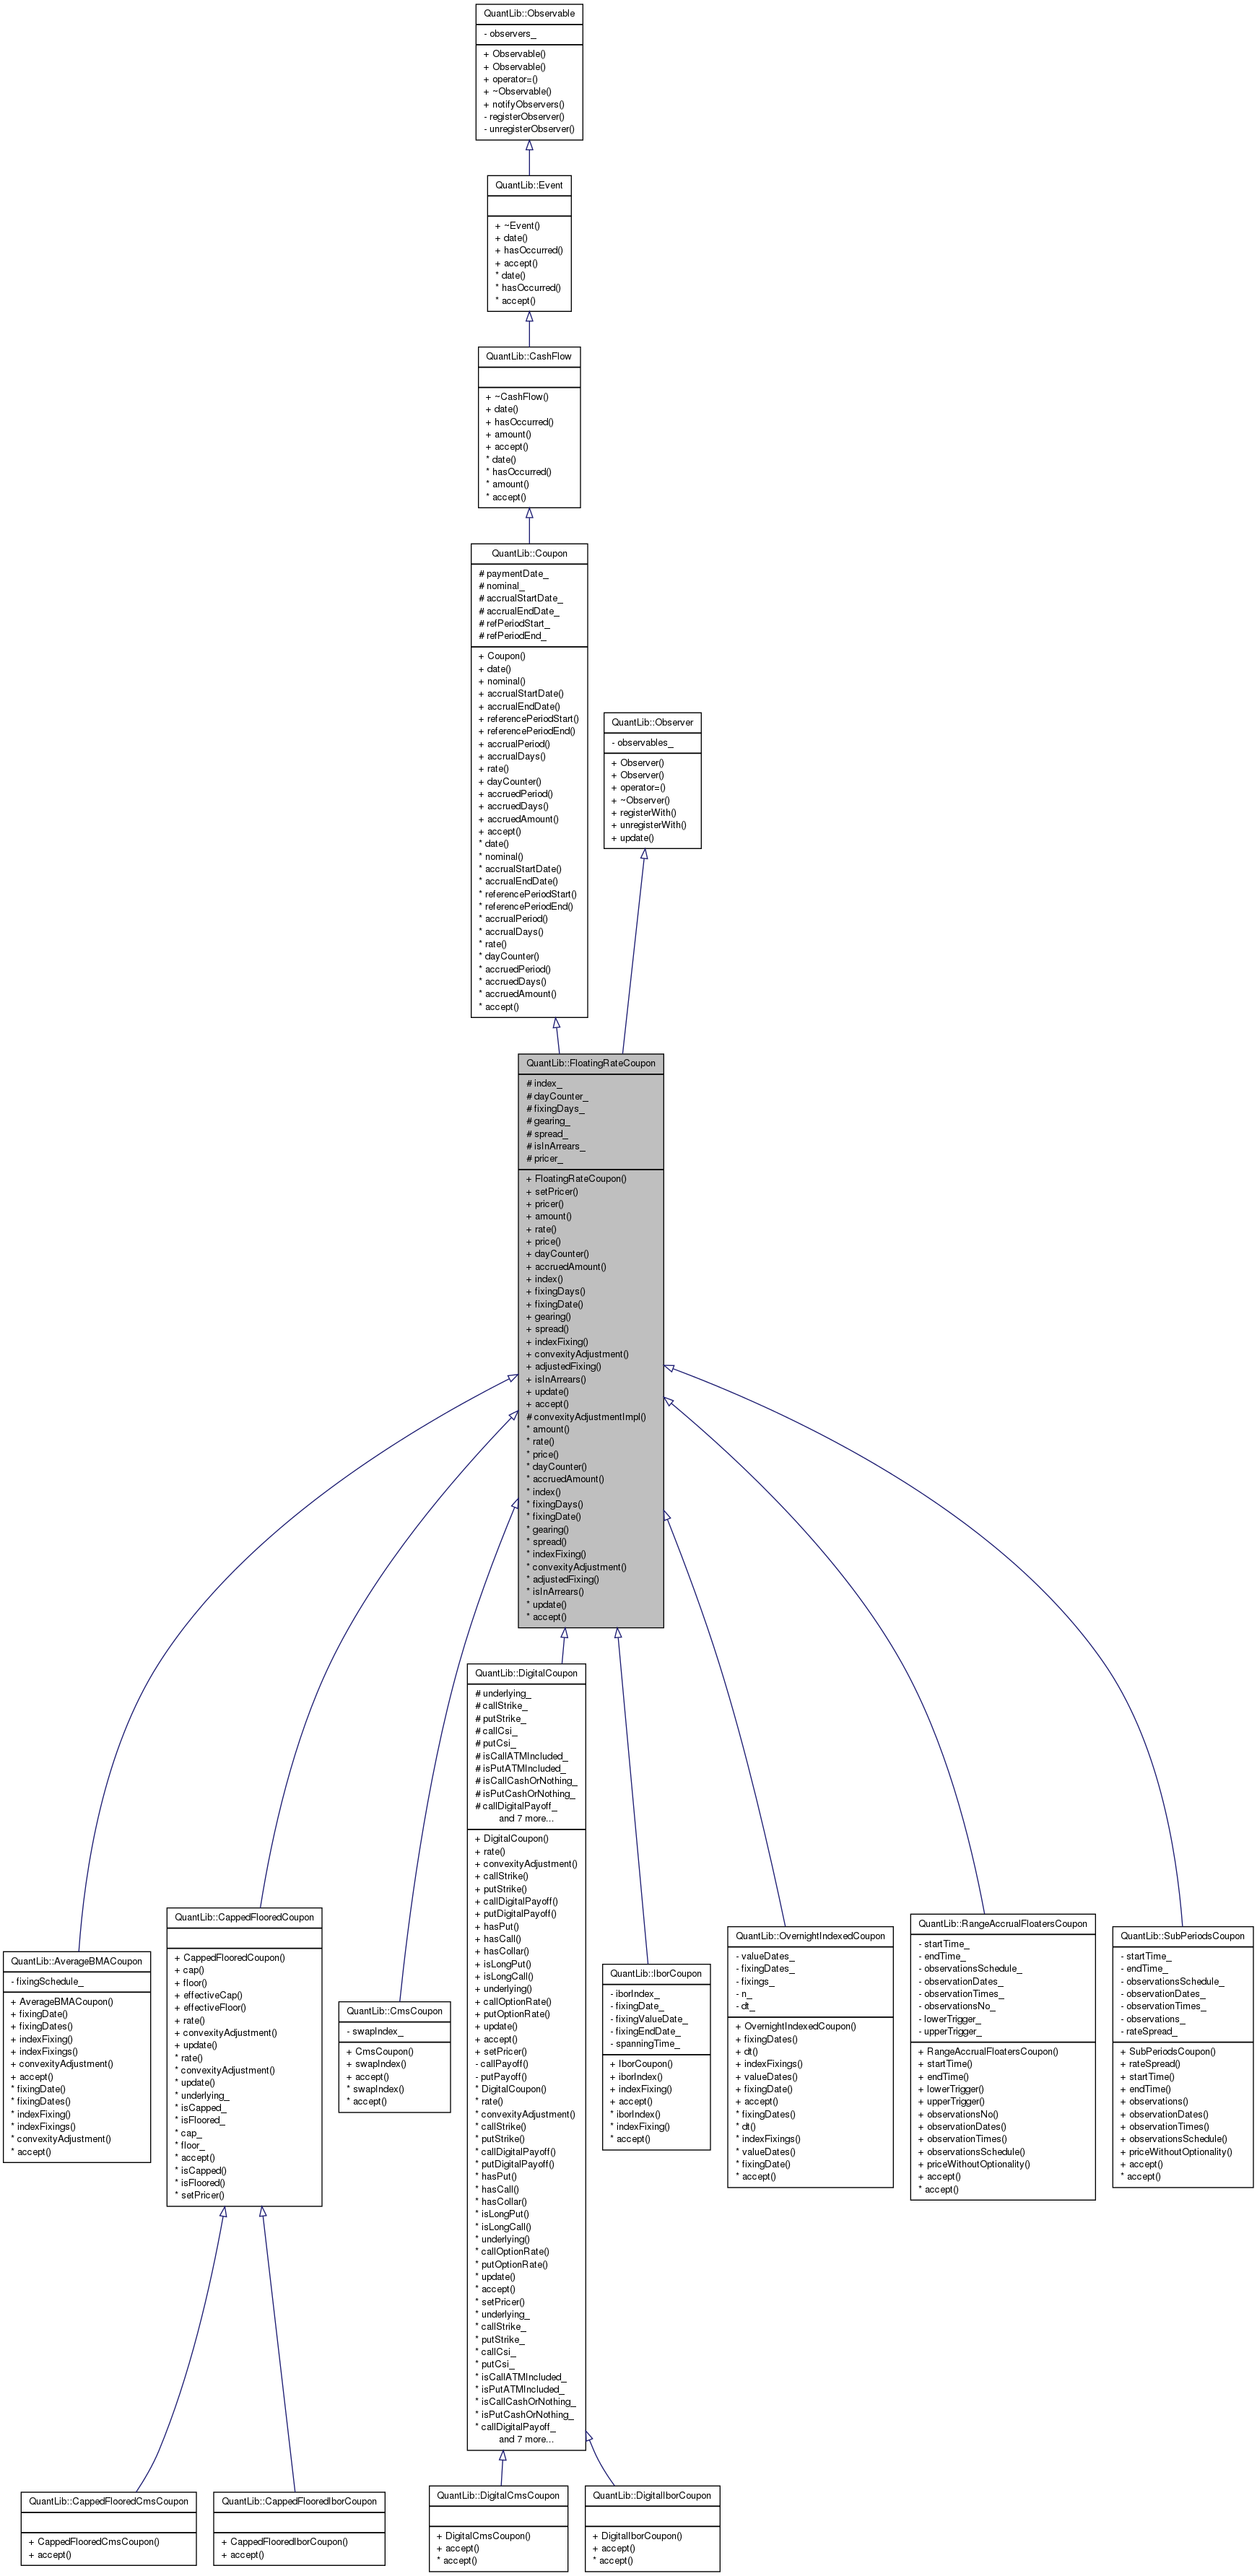 QuantLib::Observable
- observers_
+ Observable()
+ Observable()
+ operator=()
+ ~Observable()
+ notifyObservers()
- registerObserver()
- unregisterObserver()
QuantLib::Event
+ ~Event()
+ date()
+ hasOccurred()
+ accept()
* date()
* hasOccurred()
* accept()
QuantLib::CashFlow
+ ~CashFlow()
+ date()
+ hasOccurred()
+ amount()
+ accept()
* date()
* hasOccurred()
* amount()
* accept()
QuantLib::Coupon
# paymentDate_
# nominal_
# accrualStartDate_
# accrualEndDate_
# refPeriodStart_
# refPeriodEnd_
+ Coupon()
+ date()
+ nominal()
+ accrualStartDate()
+ accrualEndDate()
+ referencePeriodStart()
+ referencePeriodEnd()
+ accrualPeriod()
+ accrualDays()
+ rate()
+ dayCounter()
+ accruedPeriod()
+ accruedDays()
+ accruedAmount()
+ accept()
* date()
* nominal()
* accrualStartDate()
* accrualEndDate()
* referencePeriodStart()
* referencePeriodEnd()
* accrualPeriod()
* accrualDays()
* rate()
* dayCounter()
* accruedPeriod()
* accruedDays()
* accruedAmount()
* accept()
QuantLib::Observer
- observables_
+ Observer()
+ Observer()
+ operator=()
+ ~Observer()
+ registerWith()
+ unregisterWith()
+ update()
QuantLib::FloatingRateCoupon
# index_
# dayCounter_
# fixingDays_
# gearing_
# spread_
# isInArrears_
# pricer_
+ FloatingRateCoupon()
+ setPricer()
+ pricer()
+ amount()
+ rate()
+ price()
+ dayCounter()
+ accruedAmount()
+ index()
+ fixingDays()
+ fixingDate()
+ gearing()
+ spread()
+ indexFixing()
+ convexityAdjustment()
+ adjustedFixing()
+ isInArrears()
+ update()
+ accept()
# convexityAdjustmentImpl()
* amount()
* rate()
* price()
* dayCounter()
* accruedAmount()
* index()
* fixingDays()
* fixingDate()
* gearing()
* spread()
* indexFixing()
* convexityAdjustment()
* adjustedFixing()
* isInArrears()
* update()
* accept()
QuantLib::AverageBMACoupon
- fixingSchedule_
+ AverageBMACoupon()
+ fixingDate()
+ fixingDates()
+ indexFixing()
+ indexFixings()
+ convexityAdjustment()
+ accept()
* fixingDate()
* fixingDates()
* indexFixing()
* indexFixings()
* convexityAdjustment()
* accept()
QuantLib::CappedFlooredCoupon
+ CappedFlooredCoupon()
+ cap()
+ floor()
+ effectiveCap()
+ effectiveFloor()
+ rate()
+ convexityAdjustment()
+ update()
* rate()
* convexityAdjustment()
* update()
* underlying_
* isCapped_
* isFloored_
* cap_
* floor_
* accept()
* isCapped()
* isFloored()
* setPricer()
QuantLib::CmsCoupon
- swapIndex_
+ CmsCoupon()
+ swapIndex()
+ accept()
* swapIndex()
* accept()
QuantLib::DigitalCoupon
# underlying_
# callStrike_
# putStrike_
# callCsi_
# putCsi_
# isCallATMIncluded_
# isPutATMIncluded_
# isCallCashOrNothing_
# isPutCashOrNothing_
# callDigitalPayoff_
and 7 more...
+ DigitalCoupon()
+ rate()
+ convexityAdjustment()
+ callStrike()
+ putStrike()
+ callDigitalPayoff()
+ putDigitalPayoff()
+ hasPut()
+ hasCall()
+ hasCollar()
+ isLongPut()
+ isLongCall()
+ underlying()
+ callOptionRate()
+ putOptionRate()
+ update()
+ accept()
+ setPricer()
- callPayoff()
- putPayoff()
* DigitalCoupon()
* rate()
* convexityAdjustment()
* callStrike()
* putStrike()
* callDigitalPayoff()
* putDigitalPayoff()
* hasPut()
* hasCall()
* hasCollar()
* isLongPut()
* isLongCall()
* underlying()
* callOptionRate()
* putOptionRate()
* update()
* accept()
* setPricer()
* underlying_
* callStrike_
* putStrike_
* callCsi_
* putCsi_
* isCallATMIncluded_
* isPutATMIncluded_
* isCallCashOrNothing_
* isPutCashOrNothing_
* callDigitalPayoff_
and 7 more...
QuantLib::IborCoupon
- iborIndex_
- fixingDate_
- fixingValueDate_
- fixingEndDate_
- spanningTime_
+ IborCoupon()
+ iborIndex()
+ indexFixing()
+ accept()
* iborIndex()
* indexFixing()
* accept()
QuantLib::OvernightIndexedCoupon
- valueDates_
- fixingDates_
- fixings_
- n_
- dt_
+ OvernightIndexedCoupon()
+ fixingDates()
+ dt()
+ indexFixings()
+ valueDates()
+ fixingDate()
+ accept()
* fixingDates()
* dt()
* indexFixings()
* valueDates()
* fixingDate()
* accept()
QuantLib::RangeAccrualFloatersCoupon
- startTime_
- endTime_
- observationsSchedule_
- observationDates_
- observationTimes_
- observationsNo_
- lowerTrigger_
- upperTrigger_
+ RangeAccrualFloatersCoupon()
+ startTime()
+ endTime()
+ lowerTrigger()
+ upperTrigger()
+ observationsNo()
+ observationDates()
+ observationTimes()
+ observationsSchedule()
+ priceWithoutOptionality()
+ accept()
* accept()
QuantLib::SubPeriodsCoupon
- startTime_
- endTime_
- observationsSchedule_
- observationDates_
- observationTimes_
- observations_
- rateSpread_
+ SubPeriodsCoupon()
+ rateSpread()
+ startTime()
+ endTime()
+ observations()
+ observationDates()
+ observationTimes()
+ observationsSchedule()
+ priceWithoutOptionality()
+ accept()
* accept()
QuantLib::CappedFlooredCmsCoupon
+ CappedFlooredCmsCoupon()
+ accept()
QuantLib::CappedFlooredIborCoupon
+ CappedFlooredIborCoupon()
+ accept()
QuantLib::DigitalCmsCoupon
+ DigitalCmsCoupon()
+ accept()
* accept()
QuantLib::DigitalIborCoupon
+ DigitalIborCoupon()
+ accept()
* accept()